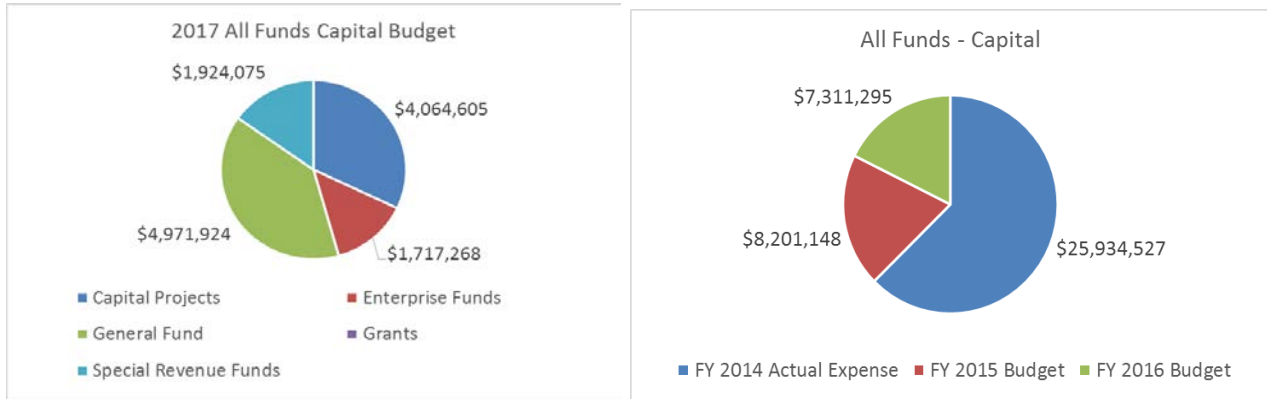 2017 All Funds Capital Budget
$1,924,075
$4,064,605
$4,971,924
$1,717,268
Capital Projects
Enterprise Funds
General Fund
Grants
Special Revenue Funds
All Funds - Capital
$7,311,295
$8,201,148
$25,934,527
FY 2014 Actual Expense
FY 2015 Budget
FY 2016 Budget